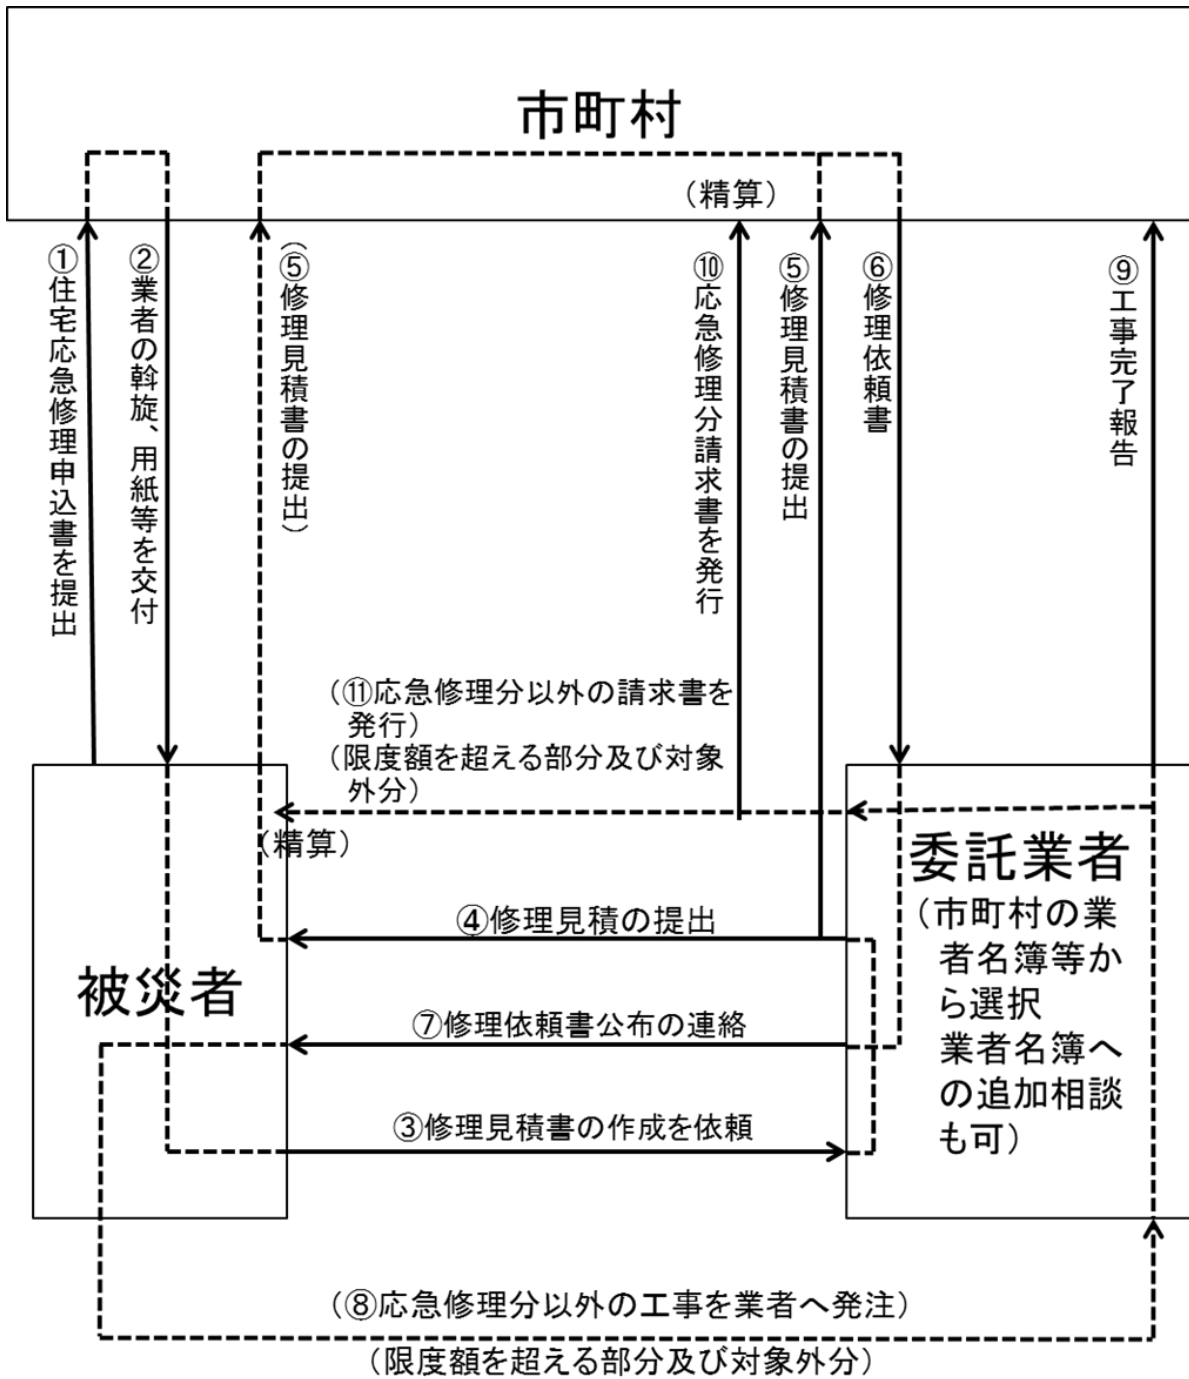 市町村
（精算）
①住宅応急修理申込書を提出
②業者の斡旋、用紙等を交付
（⑤修理見積書の提出）
⑩応急修理分請求書を発行
⑤修理見積書の提出
⑥修理依頼書
⑨工事完了報告
（⑪応急修理分以外の請求書を
発行）
（限度額を超える部分及び対象
外分）
（精算）
委託業者
（市町村の業
者名簿等か
ら選択
業者名簿へ
の追加相談
も可）
④修理見積の提出
被災者
⑦修理依頼書公布の連絡
③修理見積書の作成を依頼
（⑧応急修理分以外の工事を業者へ発注）
（限度額を超える部分及び対象外分）